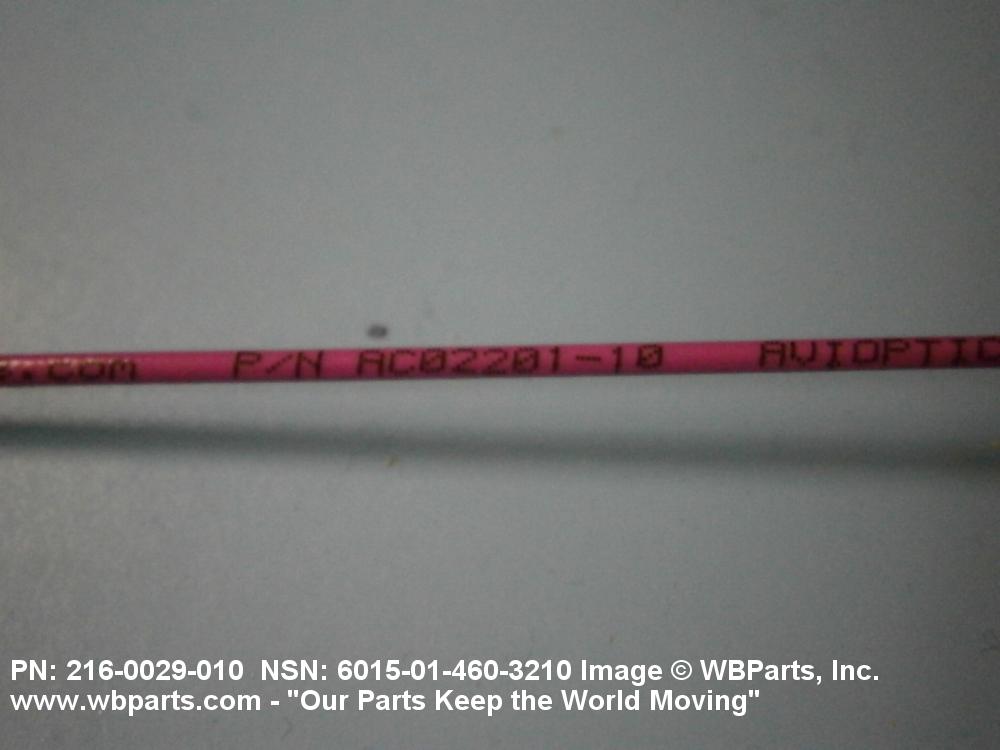 P/N AC02201-10 AVIOPTIC
PN: 216-0029-010 NSN: 6015-01-460-3210 Image © WBParts, Inc.
www.wbparts.com - "Our Parts Keep the World Moving"